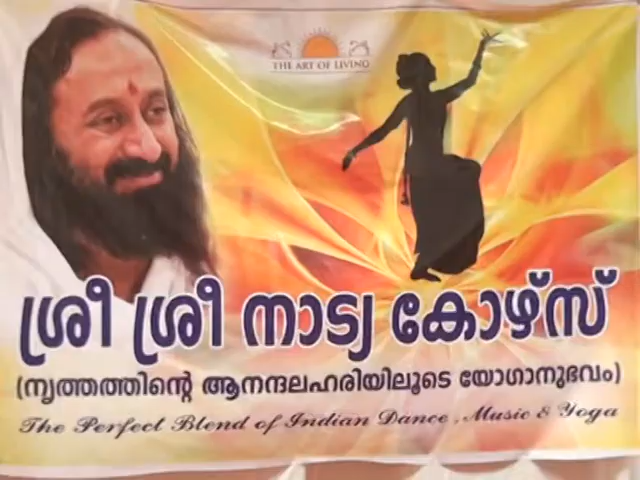 THE ART OF LIVING
ശ്രീ ശ്രീ നാട്യ കോഴ്സ്
(നൃത്തത്തിന്റെ ആനന്ദലഹരിയിലൂടെ യോഗാനുഭവം)
The Perfect Blend of Indian Dance, Music & Yoga